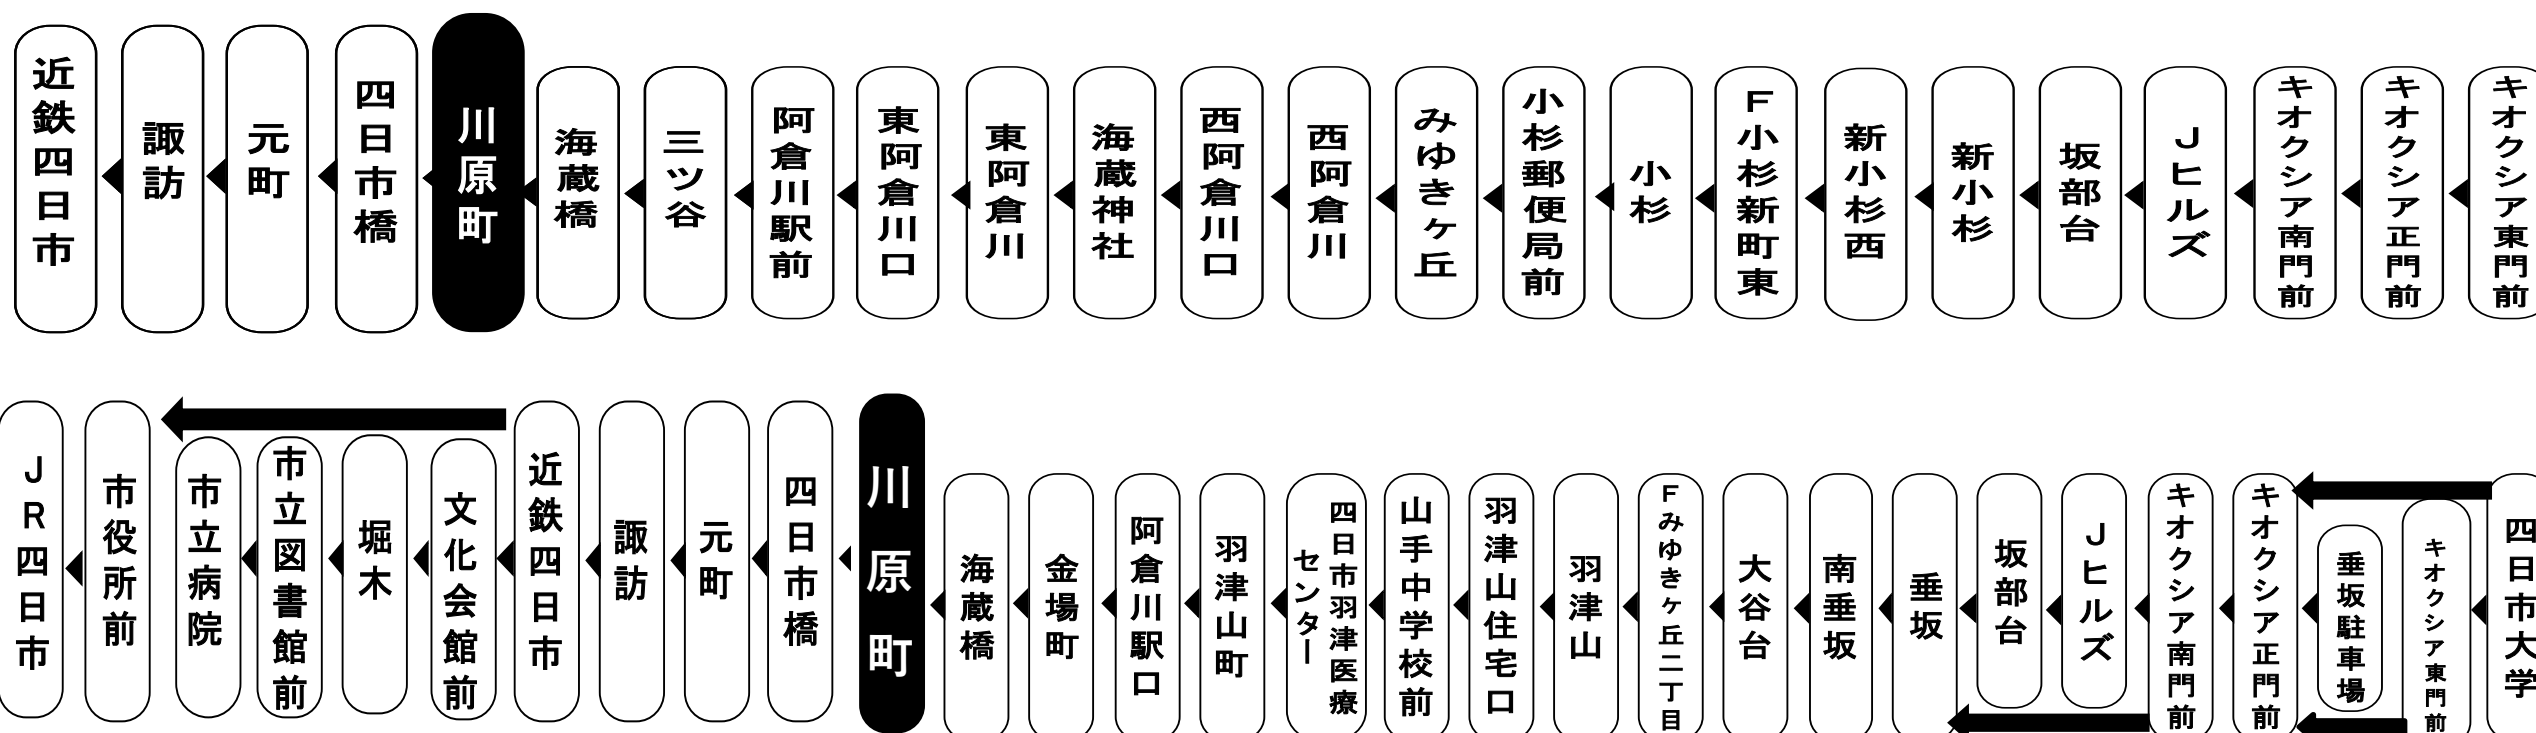 近鉄四日市
諏訪
元町
四日市橋
川原町
海蔵橋
三ツ谷
阿倉川駅前
東阿倉川口
東阿倉川
海蔵神社
西阿倉川口
西阿倉川
みゆきヶ丘
小杉郵便局前
小杉
F小杉新町東
新小杉西
新小杉
坂部台
Jヒルズ
キオクシア南門前
キオクシア正門前
キオクシア東門前
JR四日市
市役所前
市立病院
市立図書館前
堀木
文化会館前
近鉄四日市
諏訪
元町
四日市橋
川原町
海蔵橋
金場町
阿倉川駅口
羽津山町
四日市羽津医療
センター
山手中学校前
羽津山住宅口
羽津山
Fみゆきヶ丘二丁目
大谷台
南垂坂
垂坂
坂部台
Jヒルズ
キオクシア南門前
キオクシア正門前
垂坂駐車場
キオクシア東門前
四日市大学